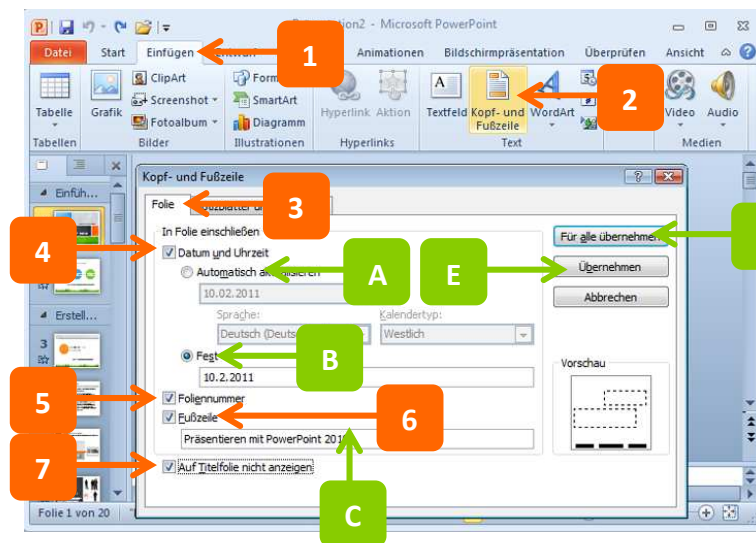 Präsentation2 - Microsoft PowerPoint
Datei Start Einfügen Entwurf Animationen Bildschirmpräsentation Überprüfen Ansicht
1
Tabelle
Tabellen
Grafik
ClipArt
Screenshot
Fotoalbum
Bilder
SmartArt
Diagramm
Illustrationen
Hyperlink Aktion
Hyperlinks
Textfeld
Kopf- und
Fußzeile
WordArt
Text
2
Video Audio
Medien
Einfüh...
Erstell...
3
Kopf- und Fußzeile
Folie
3
In Folie einschließen
4
Datum und Uhrzeit
Automatisch aktualisieren
A
10.02.2011
Sprache: Kalendertyp:
Deutsch Westlich
Fest
B
10.2.2011
5
Foliennummer
Fußzeile
6
Präsentieren mit PowerPoint
C
7
Auf Titelfolie nicht anzeigen
Für alle übernehmen
E
Übernehmen
Abbrechen
Vorschau
Folie 1 von 20